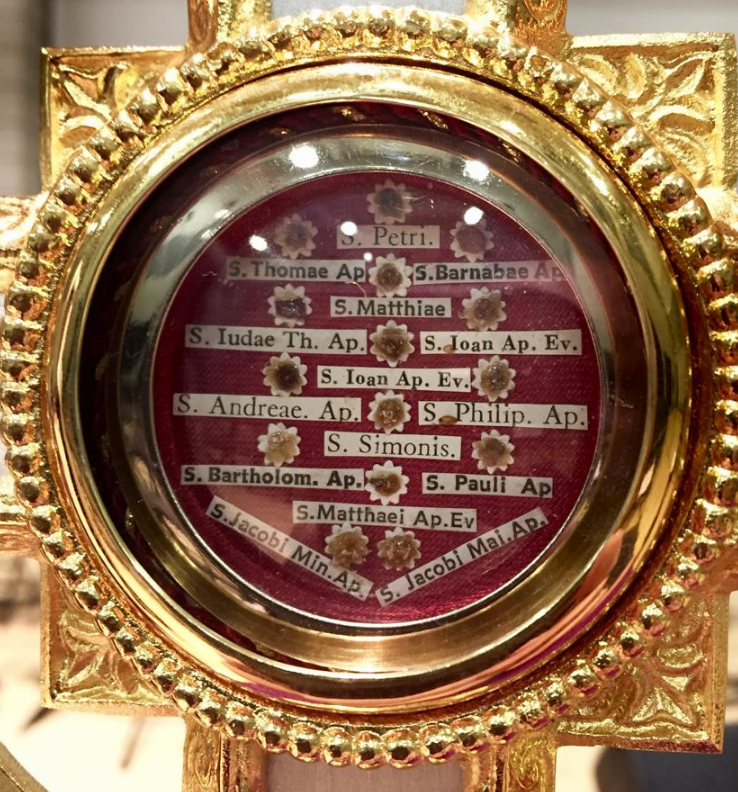 S. Petri.
S. Thomae Ap S. Barnabae Ap
S. Matthiae
S. Iudae Th. Ap. S. Ioan Ap. Ev.
S. Ioan Ap. Ev.
S. Andreae. Ap. S. Philip. Ap.
S. Simonis.
S. Bartholom. Ap. S. Pauli Ap
S. Matthaei Ap. Ev
S. Jacobi Min. Ap. S. Jacobi Mai. Ap.